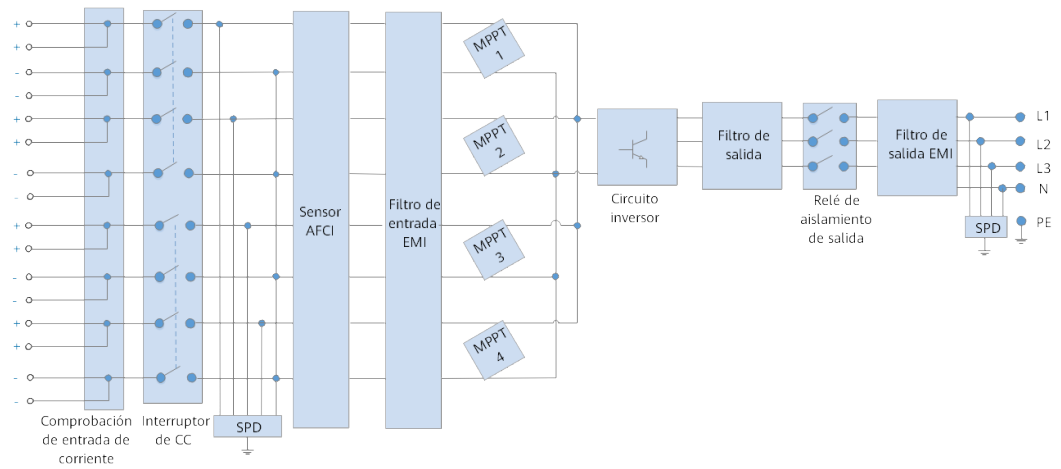 +
+
-
-
+
+
-
-
+
+
-
-
+
+
-
-
Comprobación
de entrada de
corriente
Interruptor
de CC
SPD
Sensor
AFCI
Filtro de
entrada
EMI
MPPT
1
MPPT
2
MPPT
3
MPPT
4
Circuito
inversor
Filtro de
salida
Relé de
aislamiento
de salida
Filtro de
salida EMI
L1
L2
L3
N
SPD
PE